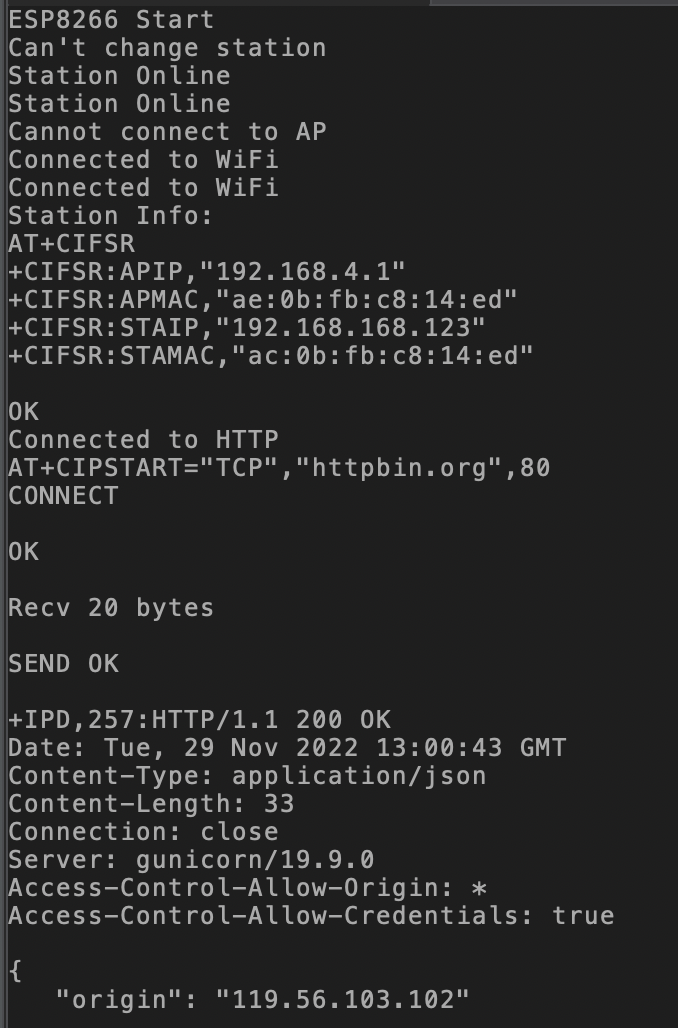 ESP8266 Start
Can't change station
Station Online
Station Online
Cannot connect to AP
Connected to WiFi
Connected to WiFi
Station Info:
AT+CIFSR
+CIFSR:APIP,"192.168.4.1"
+CIFSR:APMAC,"ae:0b:fb:c8:14:ed"
+CIFSR:STAIP,"192.168.168.123"
+CIFSR:STAMAC,"ac:0b:fb:c8:14:ed"
OK
Connected to HTTP
AT+CIPSTART="TCP","httpbin.org",80
CONNECT
OK
Recv 20 bytes
SEND OK
+IPD,257:HTTP/1.1 200 OK
Date: Tue, 29 Nov 2022 13:00:43 GMT
Content-Type: application/json
Content-Length: 33
Connection: close
Server: gunicorn/19.9.0
Access-Control-Allow-Origin: *
Access-Control-Allow-Credentials: true
{
"origin": "119.56.103.102"